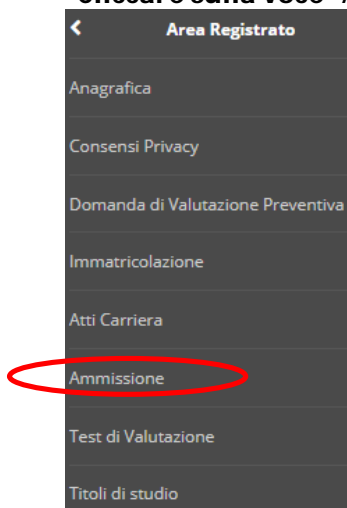 Area Registrato
Anagrafica
Consensi Privacy
Domanda di Valutazione Preventiva
Immatricolazione
Atti Carriera
Ammissione
Test di Valutazione
Titoli di studio